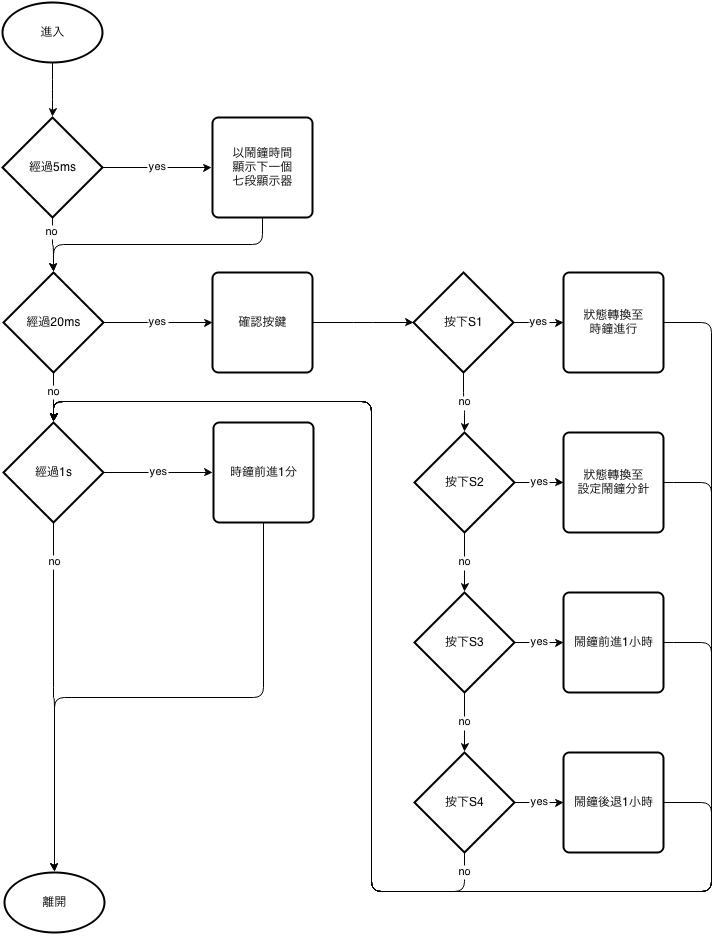 進入
經過5ms
yes
以鬧鐘時間
顯示下一個
七段顯示器
no
經過20ms
yes
確認按鍵
按下S1
yes
狀態轉換至
時鐘進行
no
no
經過1s
yes
時鐘前進1分
按下S2
yes
狀態轉換至
設定鬧鐘分針
no
no
按下S3
yes
鬧鐘前進1小時
no
按下S4
yes
鬧鐘後退1小時
no
離開